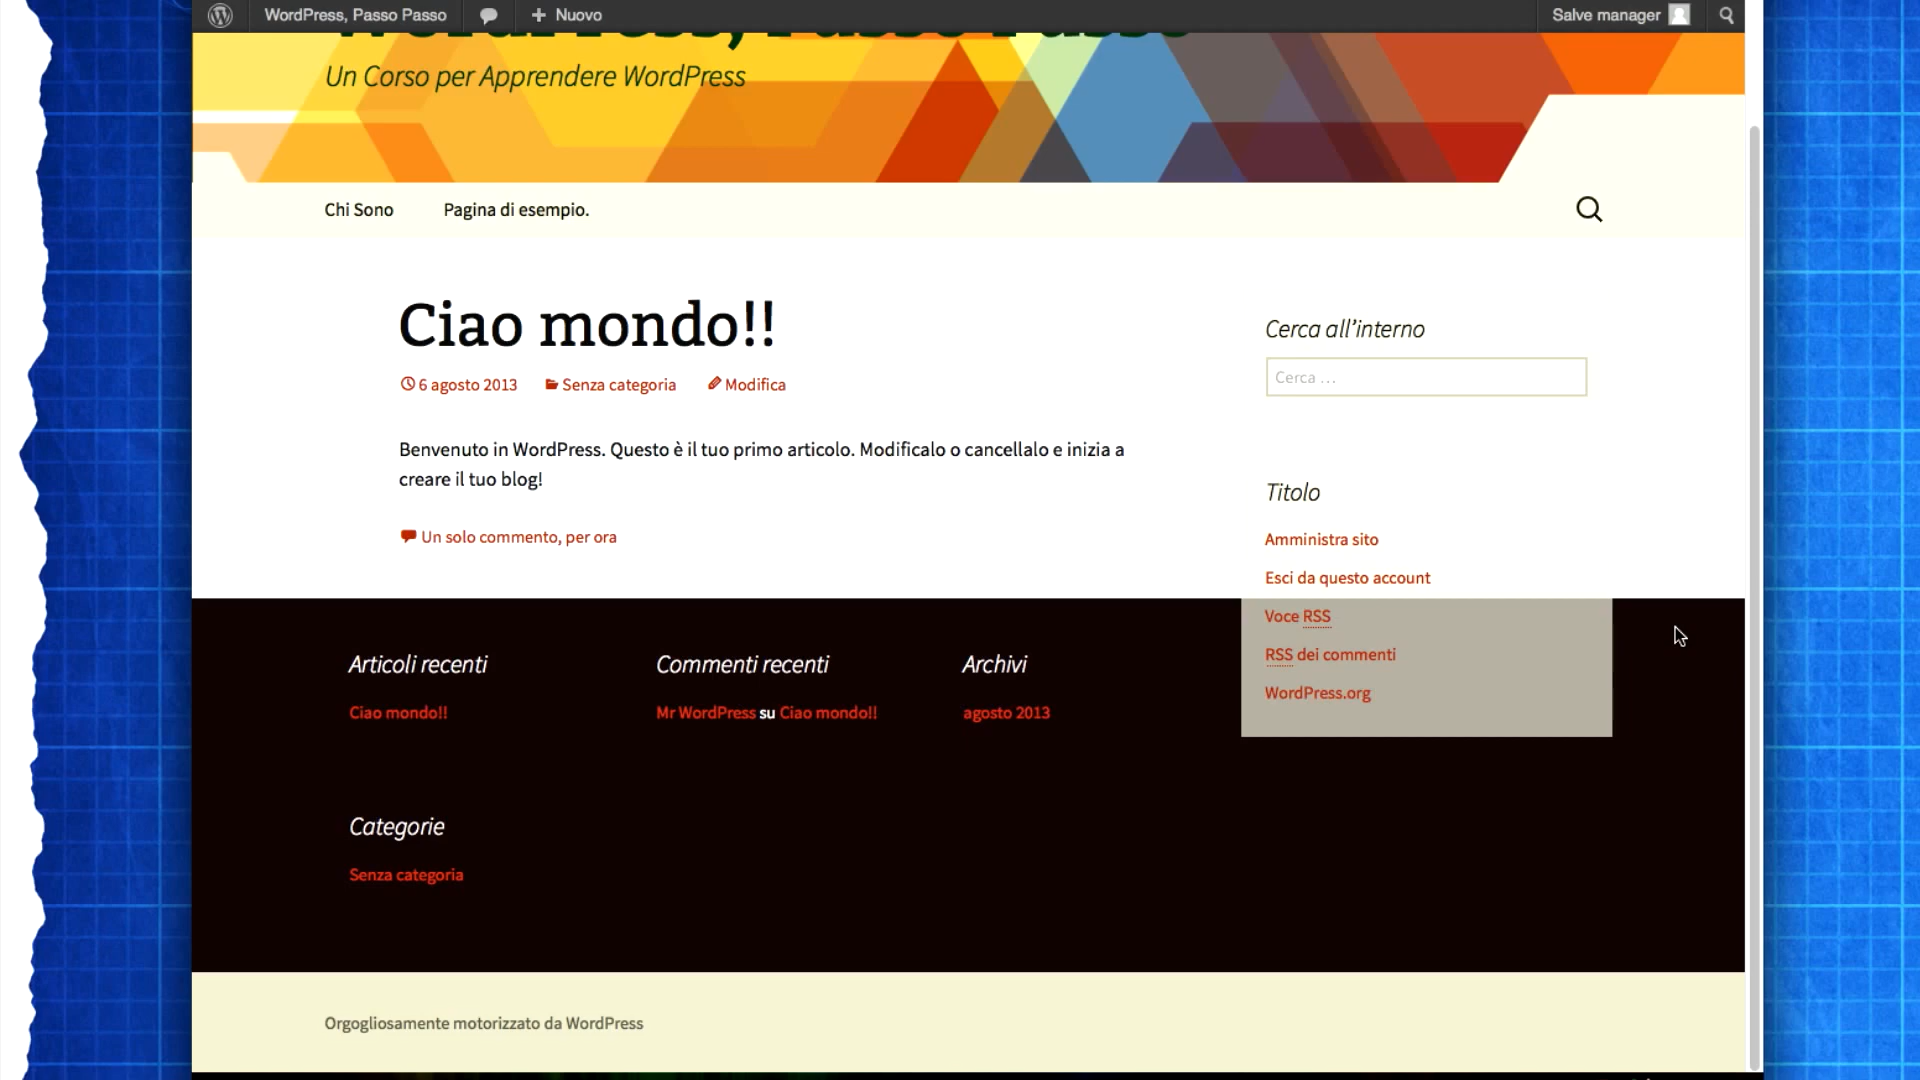 WordPress, Passo Passo
Nuovo
Salve manager
WordPress, Passo Passo
Un Corso per Apprendere WordPress
Chi Sono
Pagina di esempio.
Ciao mondo!!
6 agosto 2013
Senza categoria
Modifica
Benvenuto in WordPress. Questo è il tuo primo articolo. Modificalo o cancellalo e inizia a
creare il tuo blog!
Un solo commento, per ora
Cerca all’interno
Cerca …
Titolo
Amministra sito
Esci da questo account
Voce RSS
RSS dei commenti
WordPress.org
Articoli recenti
Ciao mondo!!
Commenti recenti
Mr WordPress su Ciao mondo!!
Archivi
agosto 2013
Categorie
Senza categoria
Orgogliosamente motorizzato da WordPress